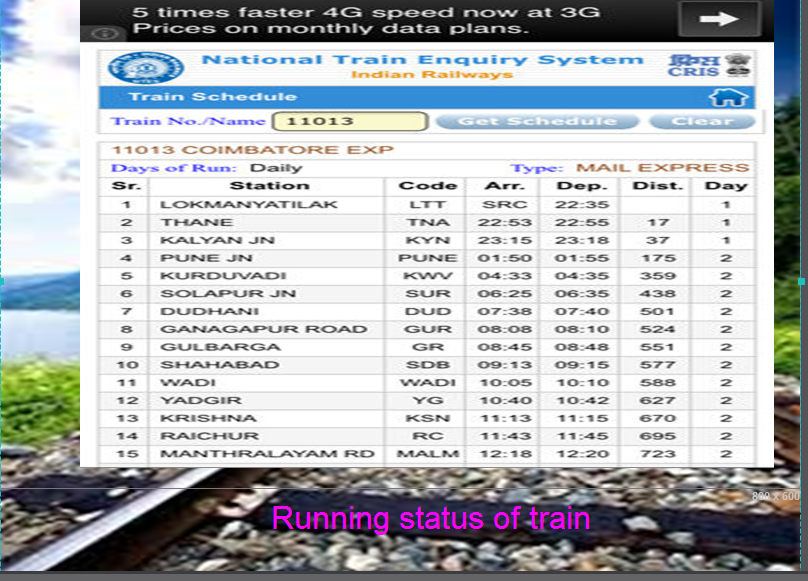 5 times faster 4G speed now at 3G
Prices on monthly data plans.
National Train Enquiry System
Indian Railways
CRIS
Train Schedule
Train No./Name 11013 Get Schedule Clear
11013 COIMBATORE EXP
Days of Run: Daily Type: MAIL EXPRESS
Sr. Station Code Arr. Dep. Dist. Day
1 LOKMANYATILAK LTT SRC 22:35 1
2 THANE TNA 22:53 22:55 17 1
3 KALYAN JN KYN 23:15 23:18 37 1
4 PUNE JN PUNE 01:50 01:55 175 2
5 KURDUVADI KWV 04:33 04:35 359 2
6 SOLAPUR JN SUR 06:25 06:35 438 2
7 DUDHANI DUD 07:38 07:40 501 2
8 GANAGAPUR ROAD GUR 08:08 08:10 524 2
9 GULBARGA GR 08:45 08:48 551 2
10 SHAHABAD SDB 09:13 09:15 577 2
11 WADI WADI 10:05 10:10 588 2
12 YADGIR YG 10:40 10:42 627 2
13 KRISHNA KSN 11:13 11:15 670 2
14 RAICHUR RC 11:43 11:45 695 2
15 MANTHRALAYAM RD MALM 12:18 12:20 723 2
Running status of train